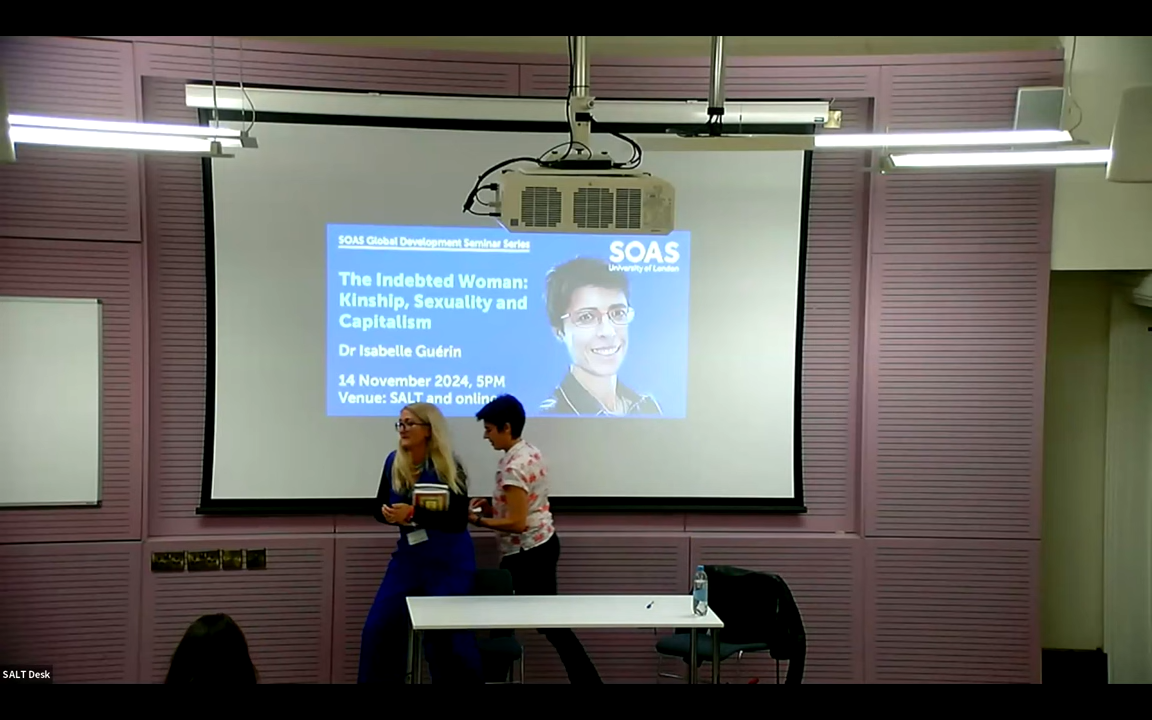 SOAS Global Development Seminar Series
SOAS
University of London
The Indebted Woman:
Kinship, Sexuality and
Capitalism
Dr Isabelle Guérin
14 November 2024, 5PM
Venue: SALT and online
SALT Desk